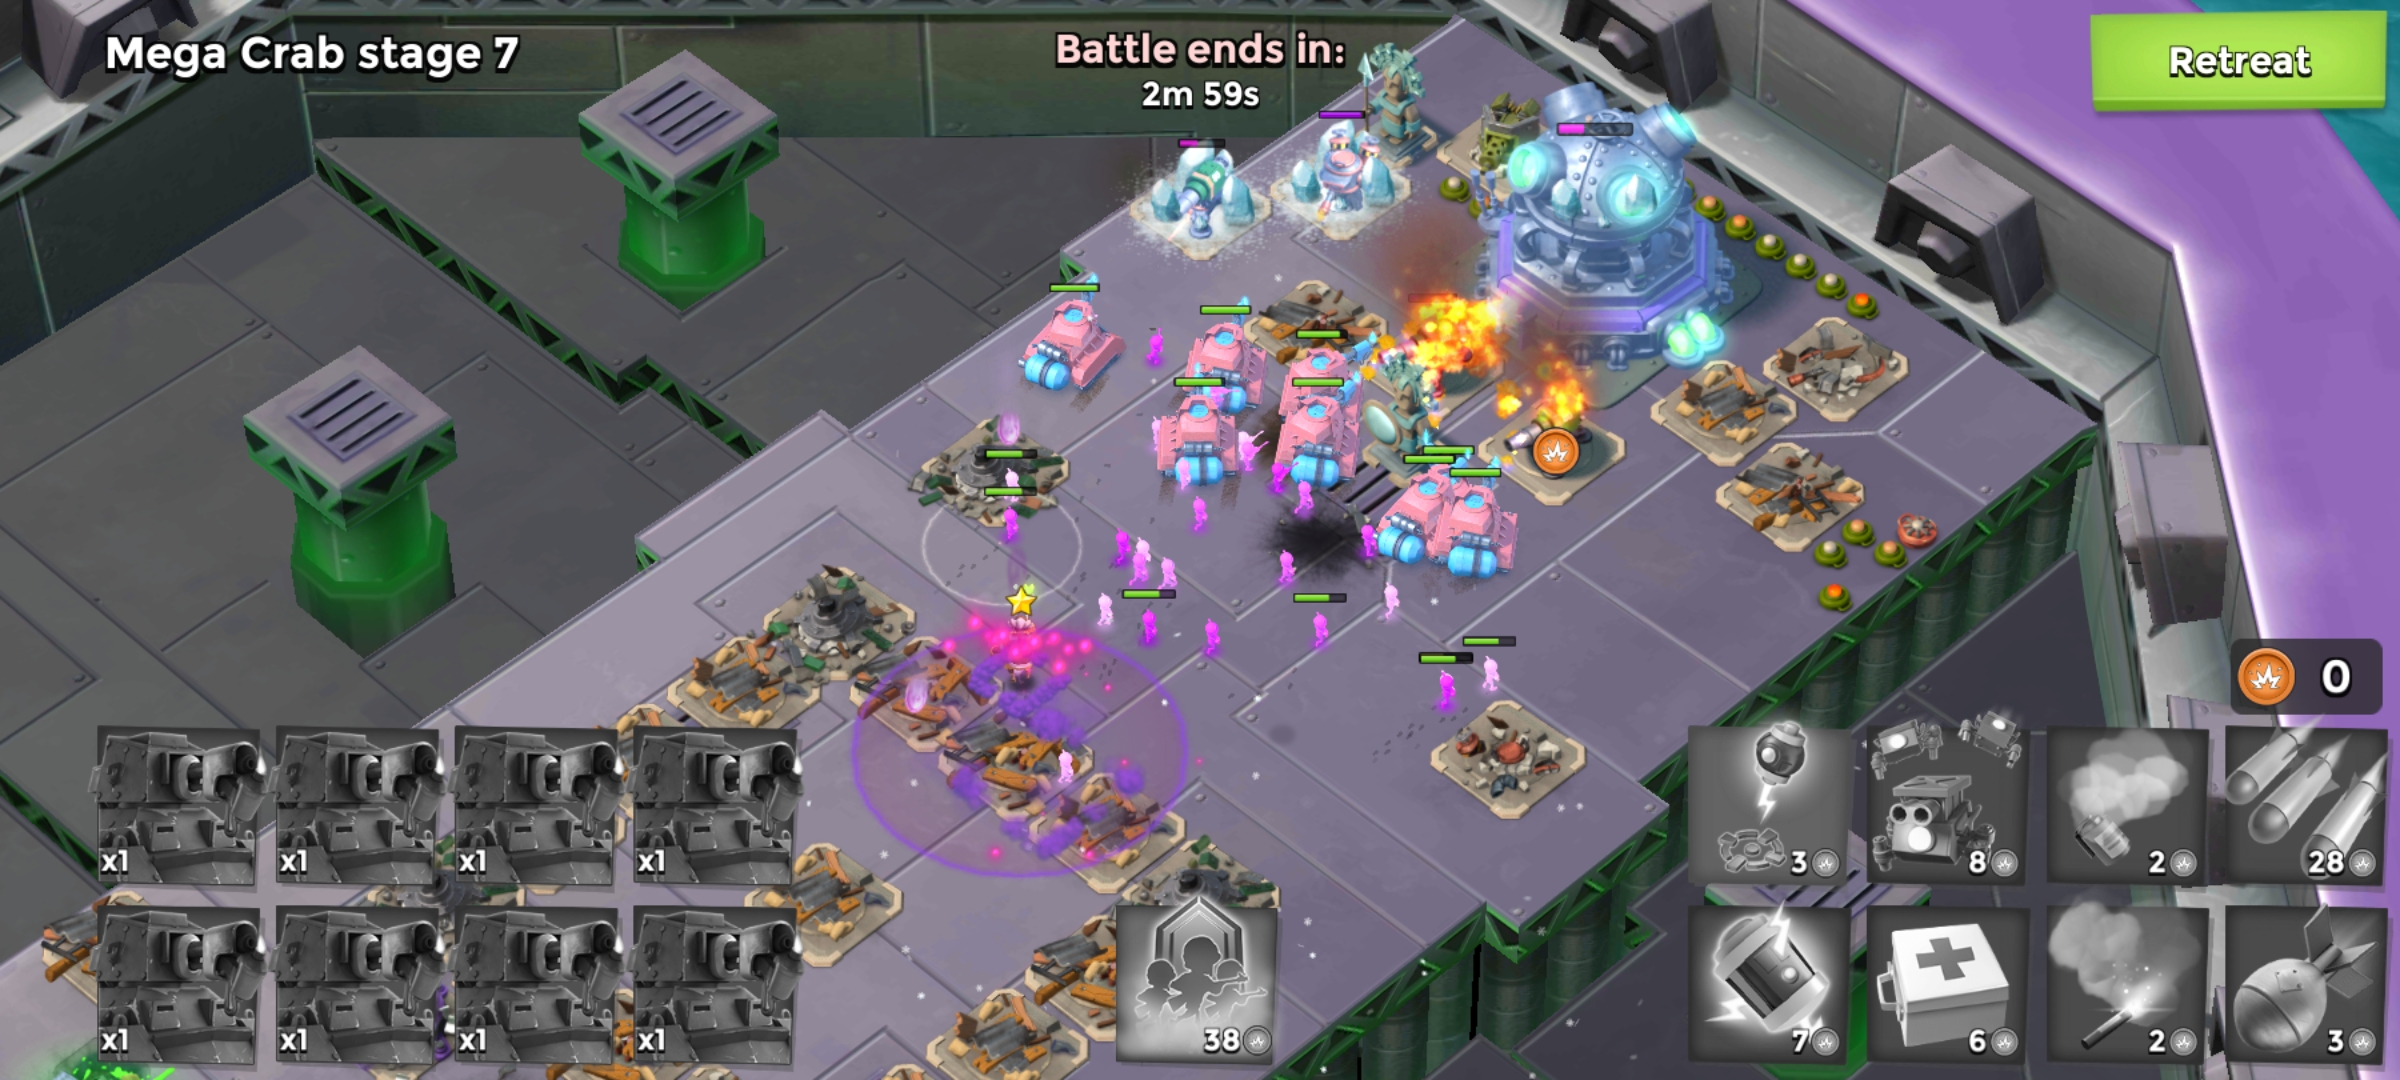 Mega Crab stage 7
Battle ends in:
2m 59s
Retreat
0
x1
x1
x1
x1
3
8
2
28
x1
x1
x1
x1
38
7
6
2
3